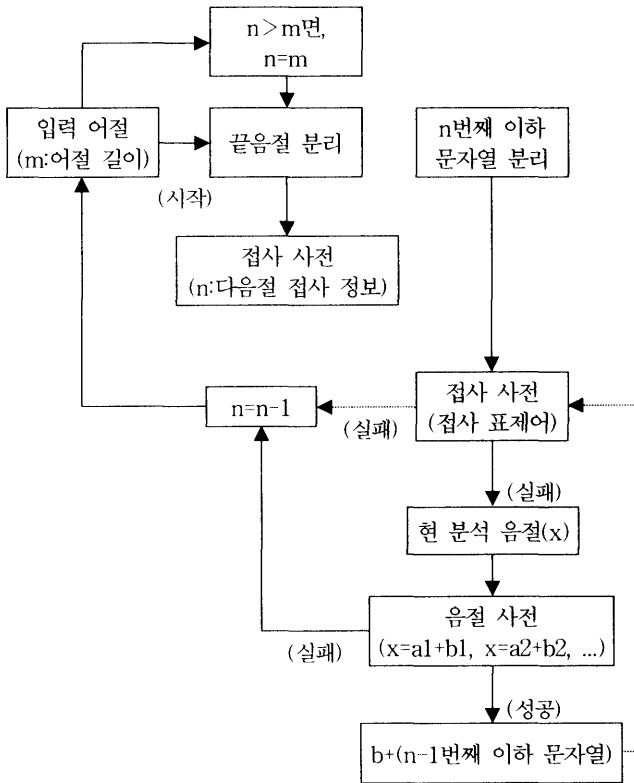 n>m면,
n=m
입력 어절
(m:어절 길이)
끝음절 분리
n번째 이하
문자열 분리
(시작)
접사 사전
(n:다음절 접사 정보)
n=n-1
(실패)
접사 사전
(접사 표제어)
(실패)
현 분석 음절(x)
음절 사전
(x=a1+b1, x=a2+b2, ...)
(실패)
(성공)
b+(n-1번째 이하 문자열)